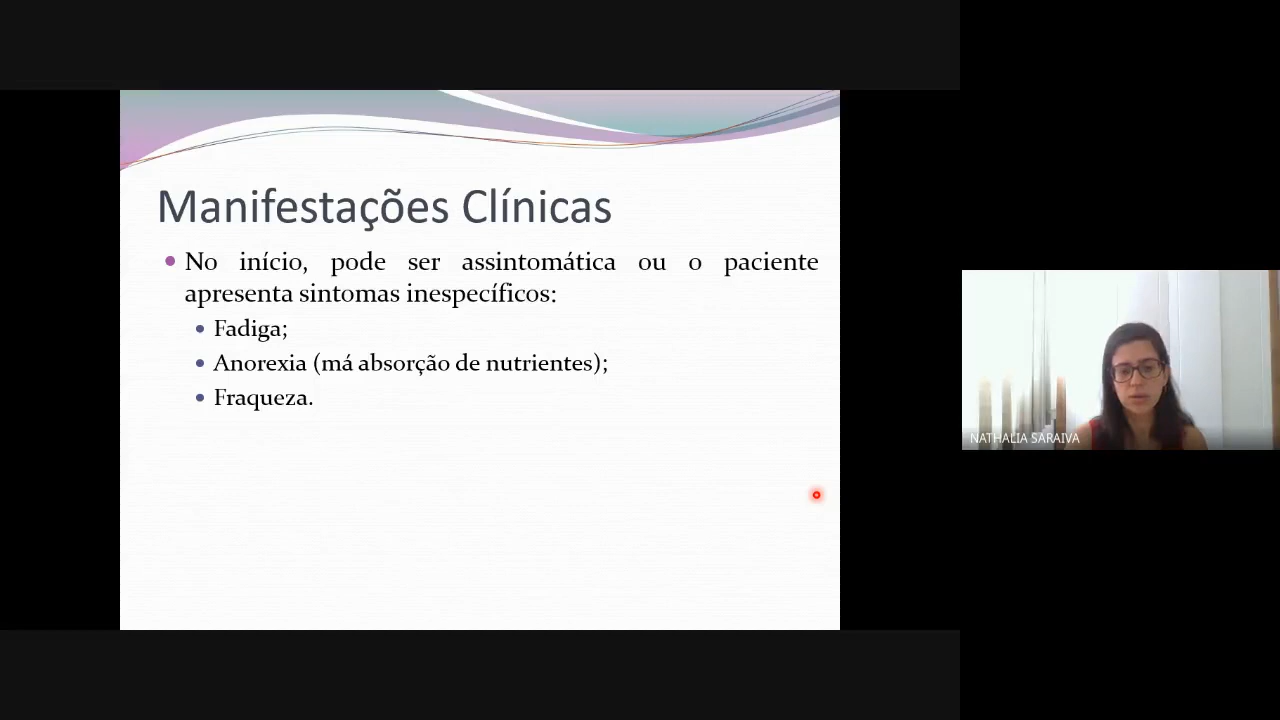 Manifestações Clínicas
No início, pode ser assintomática ou o paciente
apresenta sintomas inespecíficos:
Fadiga;
Anorexia (má absorção de nutrientes);
Fraqueza.
NATHALIA SARAIVA